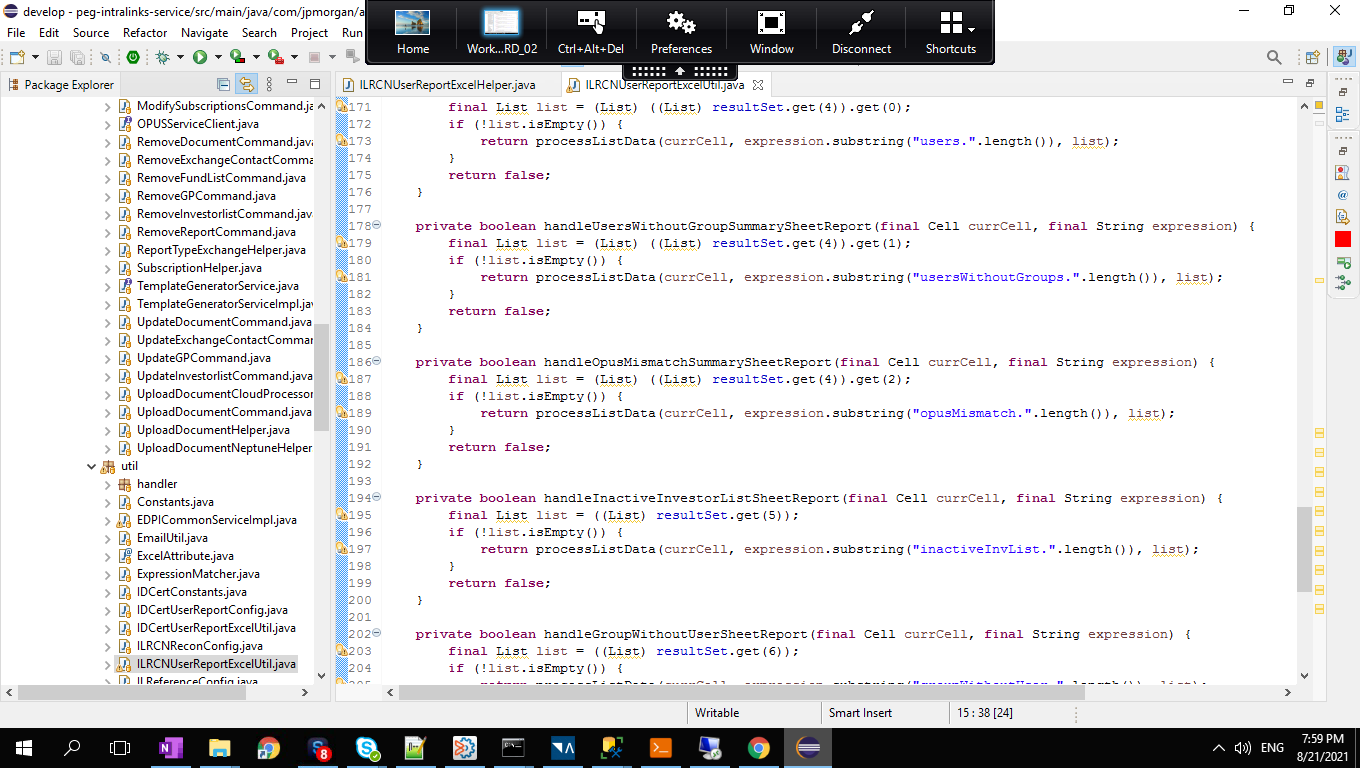 develop - peg-intralinks-service/src/main/java/com/jpmorgan/a
File Edit Source Refactor Navigate Search Project Run
Home
Work...RD_02
Ctrl+Alt+Del
Preferences
Window
Disconnect
Shortcuts
Package Explorer
ModifySubscriptionsCommand.ja
OPUSServiceClient.java
RemoveDocumentCommand.java
RemoveExchangeContactComma
RemoveFundListCommand.java
RemoveGPCommand.java
RemoveInvestorlistCommand.jav
RemoveReportCommand.java
ReportTypeExchangeHelper.java
SubscriptionHelper.java
TemplateGeneratorService.java
TemplateGeneratorServiceImpl.jav
UpdateDocumentCommand.java
UpdateExchangeContactCommar
UpdateGPCommand.java
UpdateInvestorlistCommand.java
UploadDocumentCloudProcessor
UploadDocumentCommand.java
UploadDocumentHelper.java
UploadDocumentNeptuneHelper
util
handler
Constants.java
EDPICommonServiceImpl.java
EmailUtil.java
ExcelAttribute.java
ExpressionMatcher.java
IDCertConstants.java
IDCertUserReportConfig.java
IDCertUserReportExcelUtil.java
ILRCNReconConfig.java
ILRCNUserReportExcelUtil.java
ILReferenceConfig.java
ILRCNUserReportExcelHelper.java
ILRCNUserReportExcelUtil.java
171 final List list = (List) ((List) resultSet.get(4)).get(0);
172 if (!list.isEmpty()) {
173 return processListData(currCell, expression.substring("users.".length()), list);
174 }
175 return false;
176 }
177
178 private boolean handleUsersWithoutGroupSummarySheetReport(final Cell currCell, final String expression) {
179 final List list = (List) ((List) resultSet.get(4)).get(1);
180 if (!list.isEmpty()) {
181 return processListData(currCell, expression.substring("usersWithoutGroups.".length()), list);
182 }
183 return false;
184 }
185
186 private boolean handleOpusMismatchSummarySheetReport(final Cell currCell, final String expression) {
187 final List list = (List) ((List) resultSet.get(4)).get(2);
188 if (!list.isEmpty()) {
189 return processListData(currCell, expression.substring("opusMismatch.".length()), list);
190 }
191 return false;
192 }
193
194 private boolean handleInactiveInvestorListSheetReport(final Cell currCell, final String expression) {
195 final List list = ((List) resultSet.get(5));
196 if (!list.isEmpty()) {
197 return processListData(currCell, expression.substring("inactiveInvList.".length()), list);
198 }
199 return false;
200 }
201
202 private boolean handleGroupWithoutUserSheetReport(final Cell currCell, final String expression) {
203 final List list = ((List) resultSet.get(6));
204 if (!list.isEmpty()) {
205 return processListData(currCell, expression.substring("groupWithoutUser.".length()), list);
Writable
Smart Insert
15 : 38 [24]
8
ENG
7:59 PM
8/21/2021